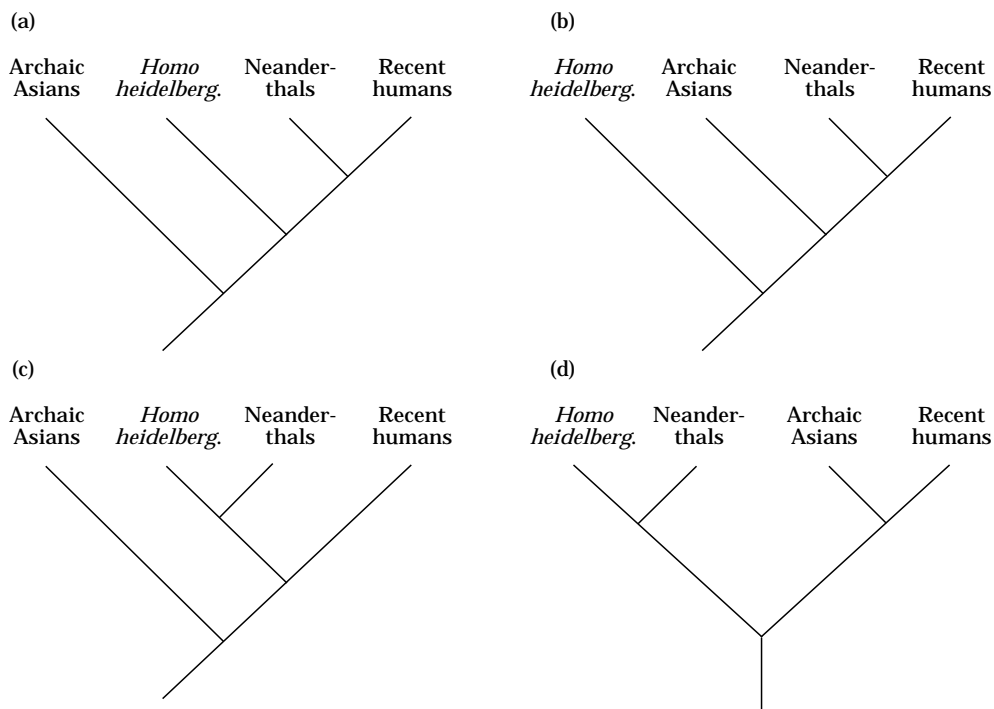 (a)
Archaic Asians
Homo heidelberg.
Neander-
thals
Recent humans
(b)
Homo heidelberg.
Archaic Asians
Neander-
thals
Recent humans
(c)
Archaic Asians
Homo heidelberg.
Neander-
thals
Recent humans
(d)
Homo heidelberg.
Neander-
thals
Archaic Asians
Recent humans